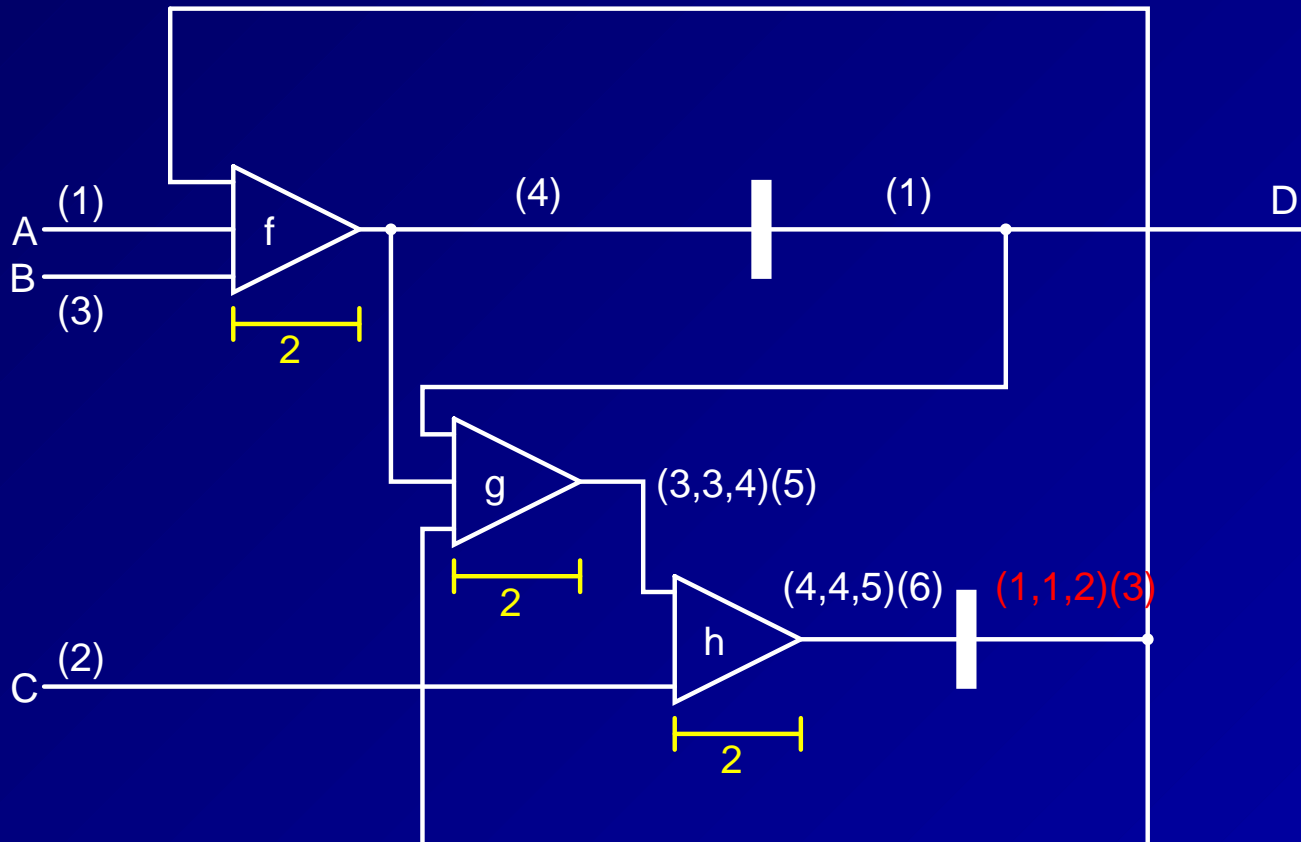 (1)
(4)
(1)
D
A
f
B
(3)
2
g
(3,3,4)(5)
2
(4,4,5)(6)
(1,1,2)(3)
h
(2)
C
2